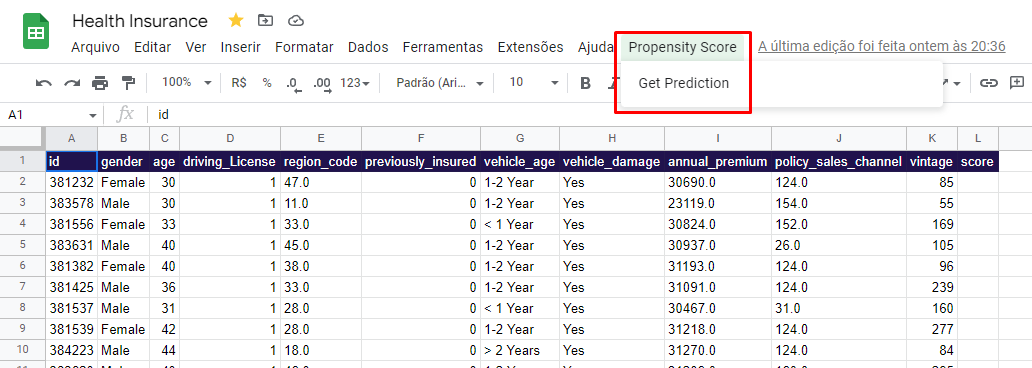 Health Insurance
Arquivo Editar Ver Inserir Formatar Dados Ferramentas Extensões Ajuda Propensity Score A última edição foi feita ontem às 20:36
Get Prediction
100% R$ % .0 .00 123 Padrão (Ari... 10 B I
A1 fx id
A B C D E F G H I J K L
1 id gender age driving_License region_code previously_insured vehicle_age vehicle_damage annual_premium policy_sales_channel vintage score
2 381232 Female 30 1 47.0 0 1-2 Year Yes 30690.0 124.0 85
3 383578 Male 30 1 11.0 0 1-2 Year Yes 23119.0 154.0 55
4 381556 Female 33 1 33.0 0 < 1 Year Yes 30824.0 152.0 169
5 383631 Male 40 1 45.0 0 1-2 Year Yes 30937.0 26.0 105
6 381382 Female 40 1 38.0 0 1-2 Year Yes 31193.0 124.0 96
7 381425 Male 36 1 33.0 0 1-2 Year Yes 31091.0 124.0 239
8 381537 Male 31 1 28.0 0 < 1 Year Yes 30467.0 31.0 160
9 381539 Female 42 1 28.0 0 1-2 Year Yes 31218.0 124.0 277
10 384223 Male 44 1 18.0 0 > 2 Years Yes 31270.0 124.0 84